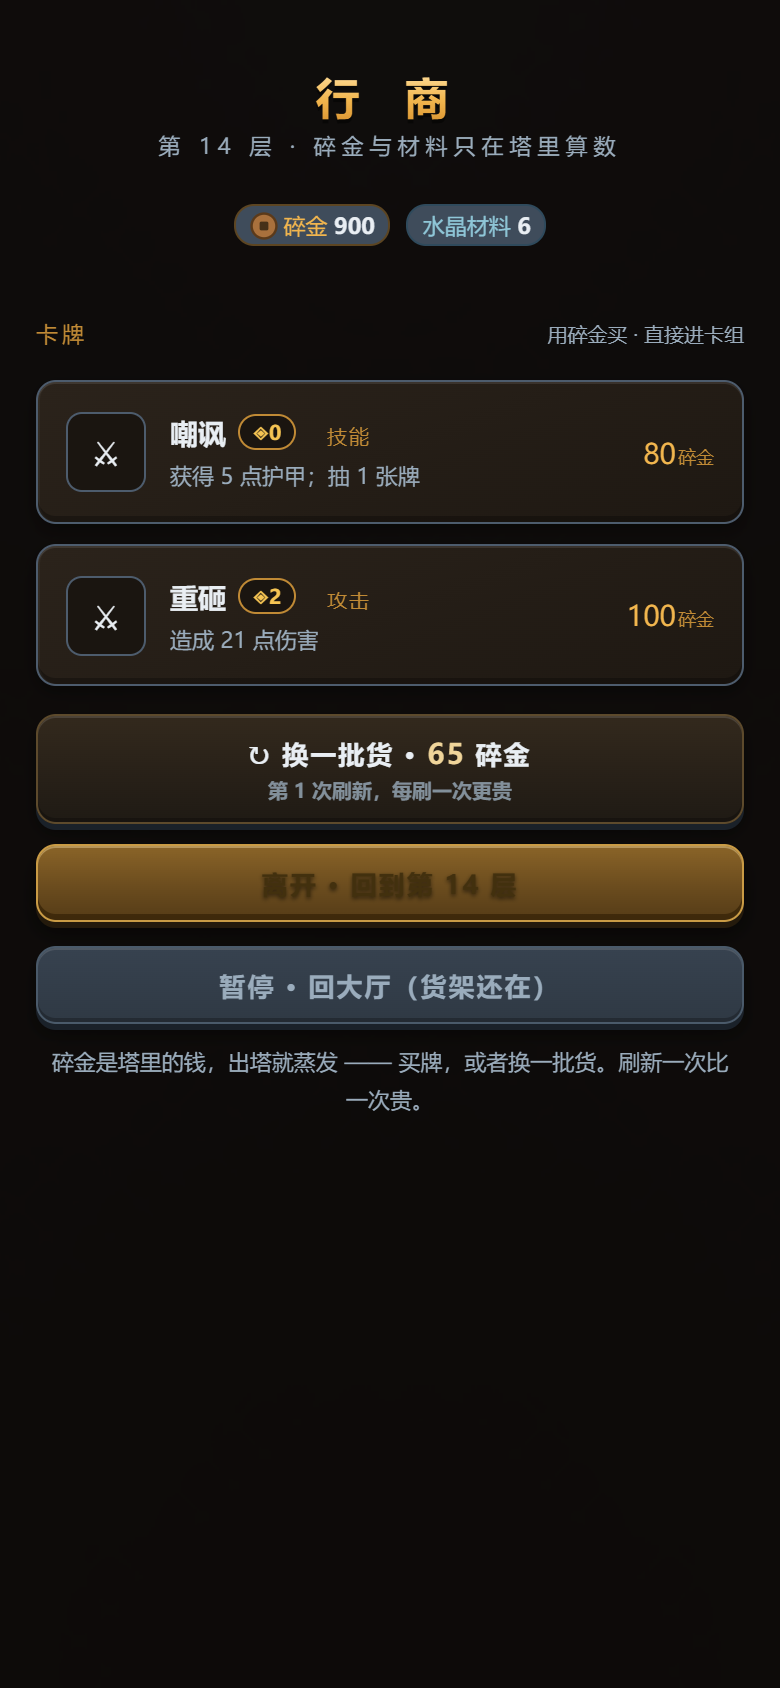 行商
第 14 层 · 碎金与材料只在塔里算数
碎金 900 水晶材料 6
卡牌 用碎金买 · 直接进卡组
嘲讽 ◈0 技能
获得 5 点护甲；抽 1 张牌
80碎金
重砸 ◈2 攻击
造成 21 点伤害
100碎金
↻ 换一批货 · 65 碎金
第 1 次刷新，每刷一次更贵
离开 · 回到第 14 层
暂停 · 回大厅（货架还在）
碎金是塔里的钱，出塔就蒸发 —— 买牌，或者换一批货。刷新一次比
一次贵。